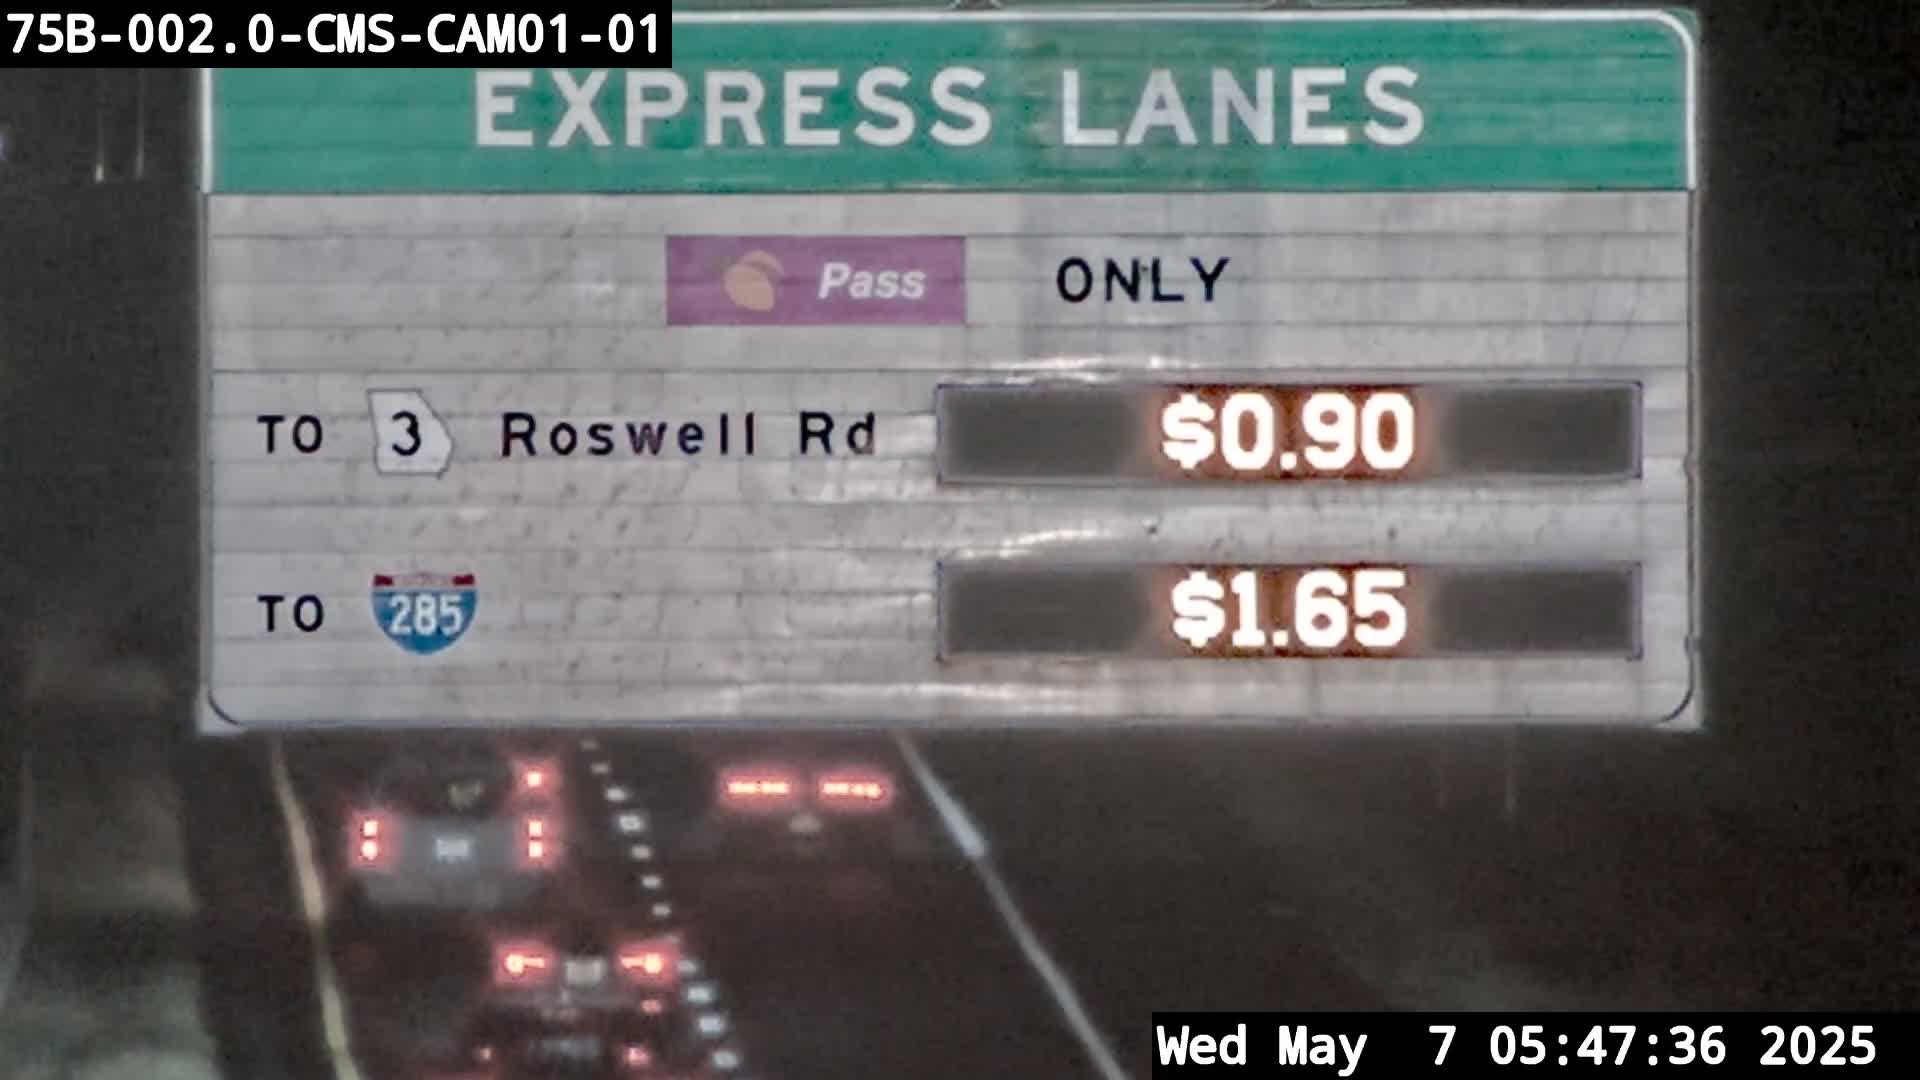 75B-002.0-CMS-CAM01-01
EXPRESS LANES
Pass ONLY
TO 3 Roswell Rd $0.90
TO 285 $1.65
Wed May 7 05:47:36 2025